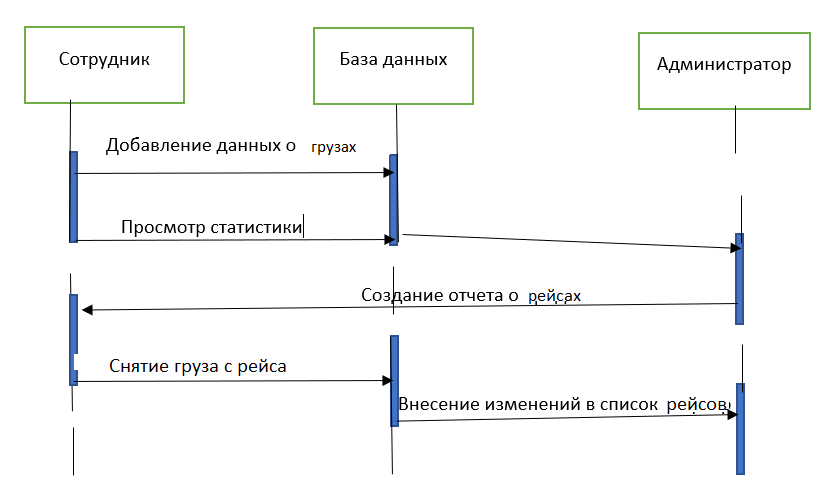 Сотрудник
База данных
Администратор
Добавление данных о грузах
Просмотр статистики
Создание отчета о рейсах
Снятие груза с рейса
Внесение изменений в список рейсов